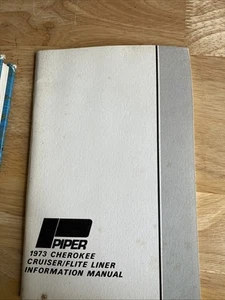 PIPER
1973 CHEROKEE
CRUISER/FLITE LINER
INFORMATION MANUAL